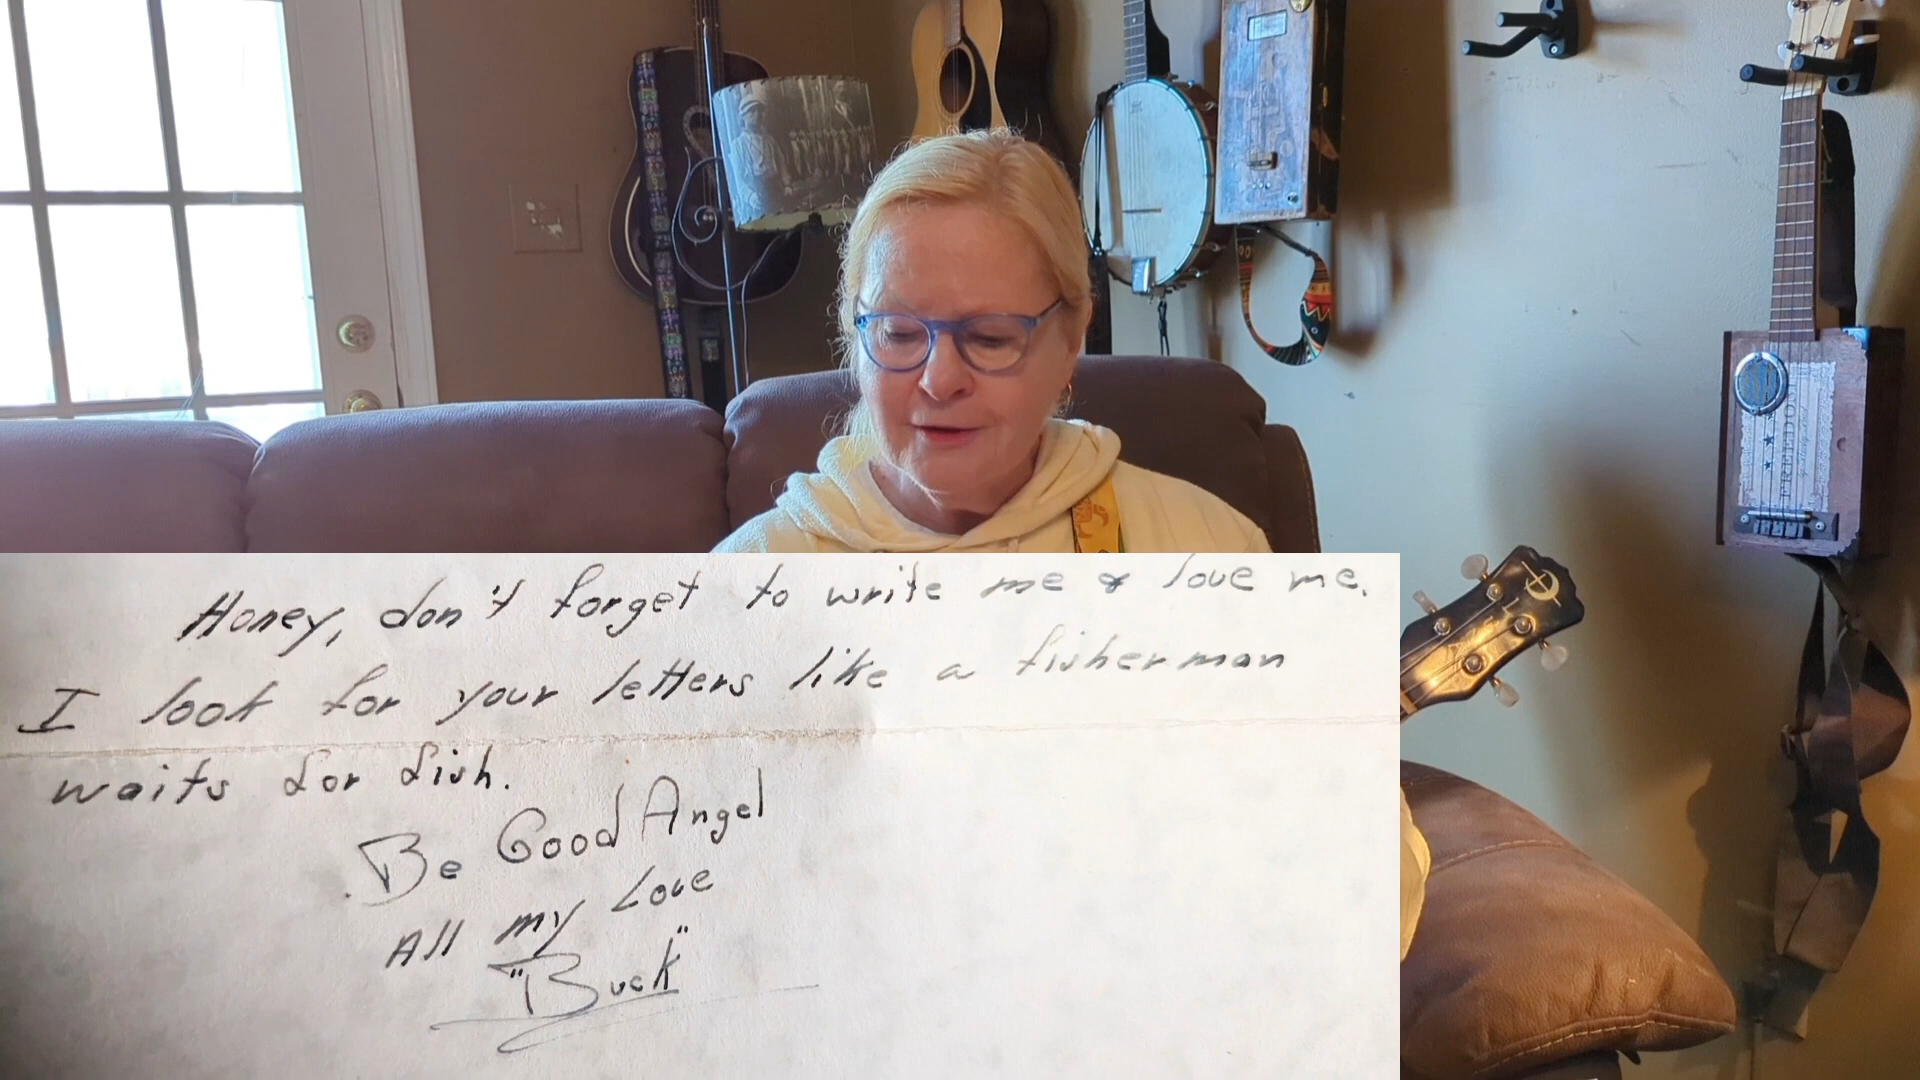 Honey, don't forget to write me & love me.
I look for your letters like a fisherman
waits for fish.
Be Good Angel
All my Love
"Buck"